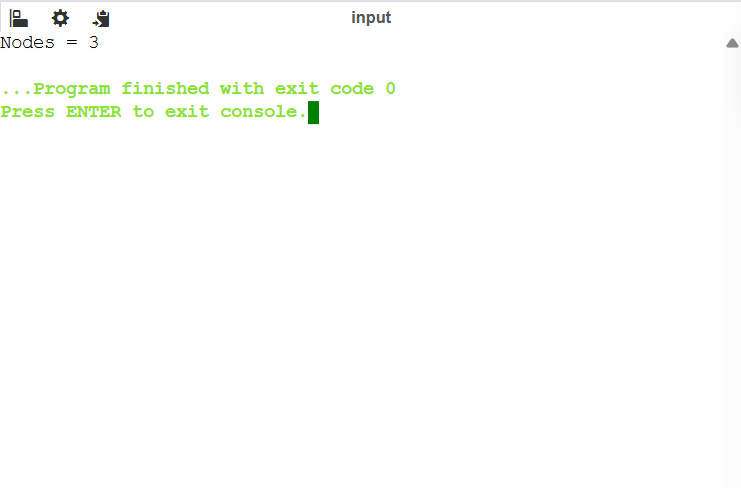 input
Nodes = 3
...Program finished with exit code 0
Press ENTER to exit console.